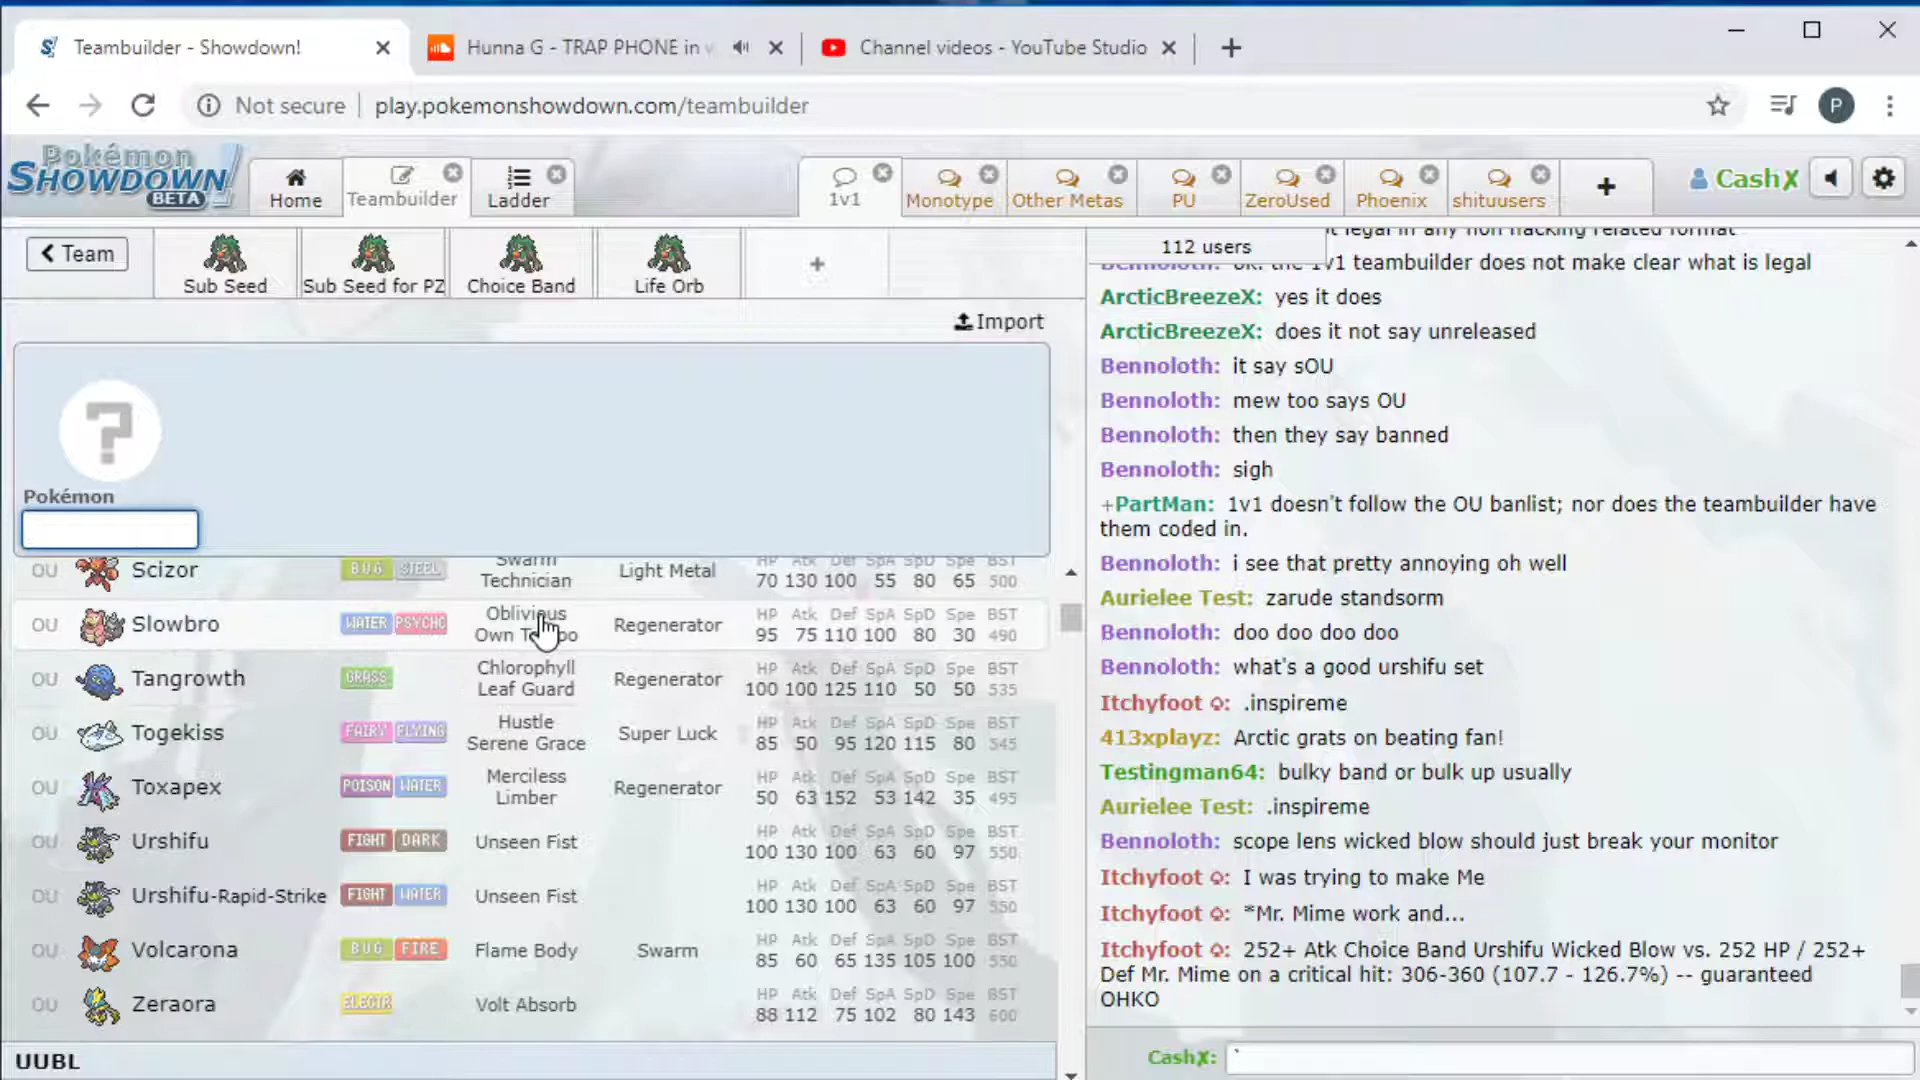 Teambuilder - Showdown!
Hunna G - TRAP PHONE in
Channel videos - YouTube Studio
Not secure
play.pokemonshowdown.com/teambuilder
P
Pokémon
SHOWDOWN
BETA
Home
Teambuilder
Ladder
1v1
Monotype
Other Metas
PU
ZeroUsed
Phoenix
shituusers
CashX
Team
Sub Seed
Sub Seed for PZ
Choice Band
Life Orb
Import
Pokémon
OU Scizor BUG STEEL Swarm Technician Light Metal HP 70 Atk 130 Def 100 SpA 55 SpD 80 Spe 65 BST 500
OU Slowbro WATER PSYCHC Oblivious Own Tempo Regenerator HP 95 Atk 75 Def 110 SpA 100 SpD 80 Spe 30 BST 490
OU Tangrowth GRASS Chlorophyll Leaf Guard Regenerator HP 100 Atk 100 Def 125 SpA 110 SpD 50 Spe 50 BST 535
OU Togekiss FAIRY FLYING Hustle Serene Grace Super Luck HP 85 Atk 50 Def 95 SpA 120 SpD 115 Spe 80 BST 545
OU Toxapex POISON WATER Merciless Limber Regenerator HP 50 Atk 63 Def 152 SpA 53 SpD 142 Spe 35 BST 495
OU Urshifu FIGHT DARK Unseen Fist HP 100 Atk 130 Def 100 SpA 63 SpD 60 Spe 97 BST 550
OU Urshifu-Rapid-Strike FIGHT WATER Unseen Fist HP 100 Atk 130 Def 100 SpA 63 SpD 60 Spe 97 BST 550
OU Volcarona BUG FIRE Flame Body Swarm HP 85 Atk 60 Def 65 SpA 135 SpD 105 Spe 100 BST 550
OU Zeraora ELECTR Volt Absorb HP 88 Atk 112 Def 75 SpA 102 SpD 80 Spe 143 BST 600
UUBL
112 users
it legal in any non hacking related format
Bennoloth: ok. the 1v1 teambuilder does not make clear what is legal
ArcticBreezeX: yes it does
ArcticBreezeX: does it not say unreleased
Bennoloth: it say sOU
Bennoloth: mew too says OU
Bennoloth: then they say banned
Bennoloth: sigh
+PartMan: 1v1 doesn't follow the OU banlist; nor does the teambuilder have
them coded in.
Bennoloth: i see that pretty annoying oh well
Aurielee Test: zarude standsorm
Bennoloth: doo doo doo doo
Bennoloth: what's a good urshifu set
Itchyfoot: .inspireme
413xplayz: Arctic grats on beating fan!
Testingman64: bulky band or bulk up usually
Aurielee Test: .inspireme
Bennoloth: scope lens wicked blow should just break your monitor
Itchyfoot: I was trying to make Me
Itchyfoot: *Mr. Mime work and...
Itchyfoot: 252+ Atk Choice Band Urshifu Wicked Blow vs. 252 HP / 252+
Def Mr. Mime on a critical hit: 306-360 (107.7 - 126.7%) -- guaranteed
OHKO
CashX: `